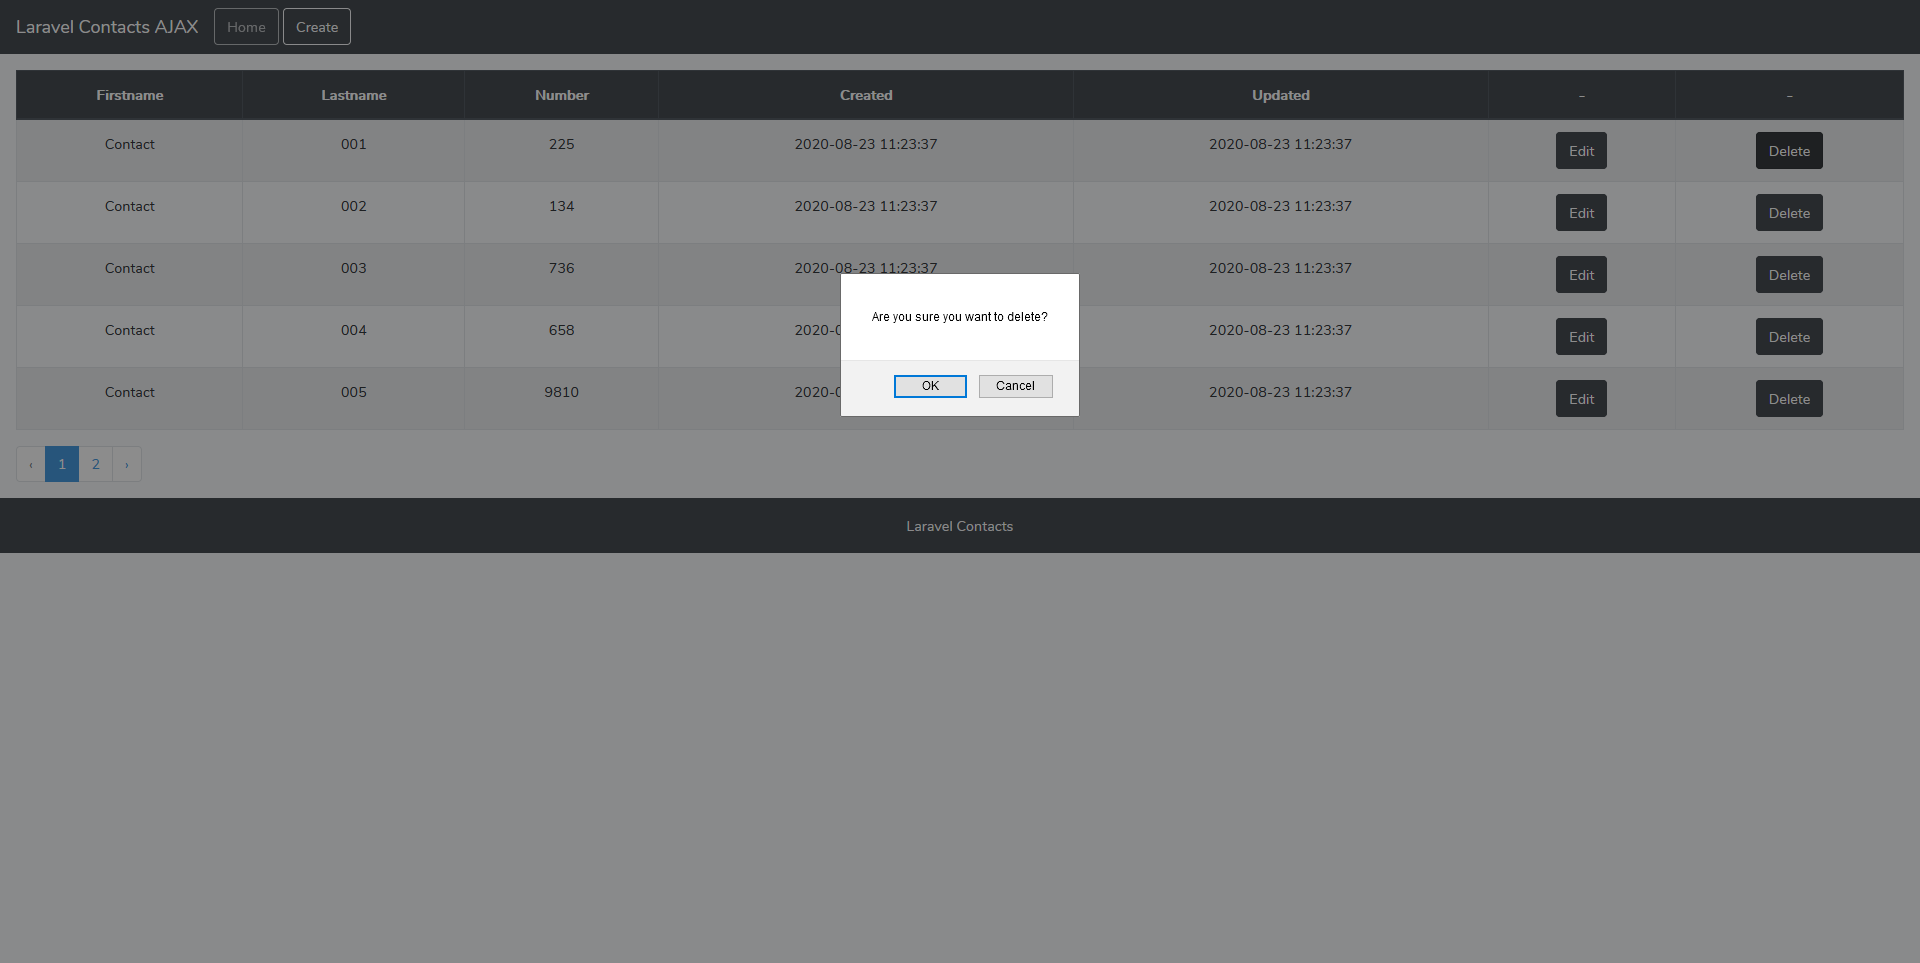 Laravel Contacts AJAX Home Create
Firstname Lastname Number Created Updated - -
Contact 001 225 2020-08-23 11:23:37 2020-08-23 11:23:37 Edit Delete
Contact 002 134 2020-08-23 11:23:37 2020-08-23 11:23:37 Edit Delete
Contact 003 736 2020-08-23 11:23:37 2020-08-23 11:23:37 Edit Delete
Contact 004 658 2020-0 2020-08-23 11:23:37 Edit Delete
Contact 005 9810 2020-0 2020-08-23 11:23:37 Edit Delete
Are you sure you want to delete?
OK Cancel
‹ 1 2 ›
Laravel Contacts